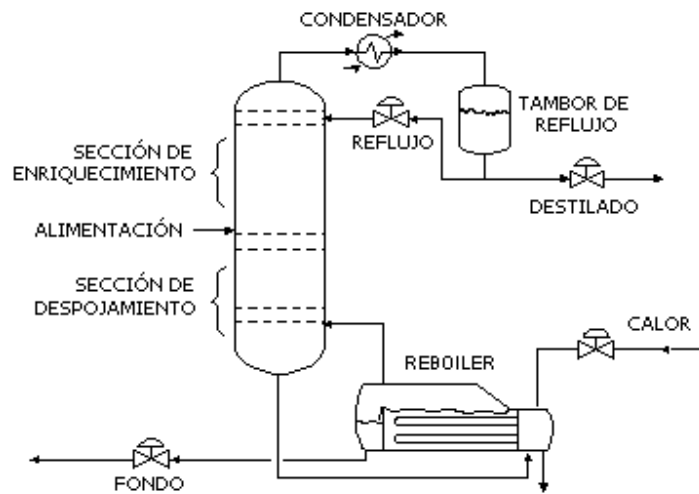 CONDENSADOR
TAMBOR DE
REFLUJO
REFLUJO
SECCIÓN DE
ENRIQUECIMIENTO
DESTILADO
ALIMENTACIÓN
SECCIÓN DE
DESPOJAMIENTO
CALOR
REBOILER
FONDO